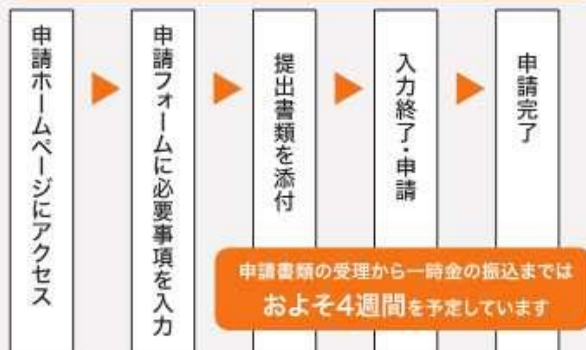 申請ホームページにアクセス
申請フォームに必要事項を入力
提出書類を添付
入力終了・申請
申請完了
申請書類の受理から一時金の振込までは
およそ4週間を予定しています